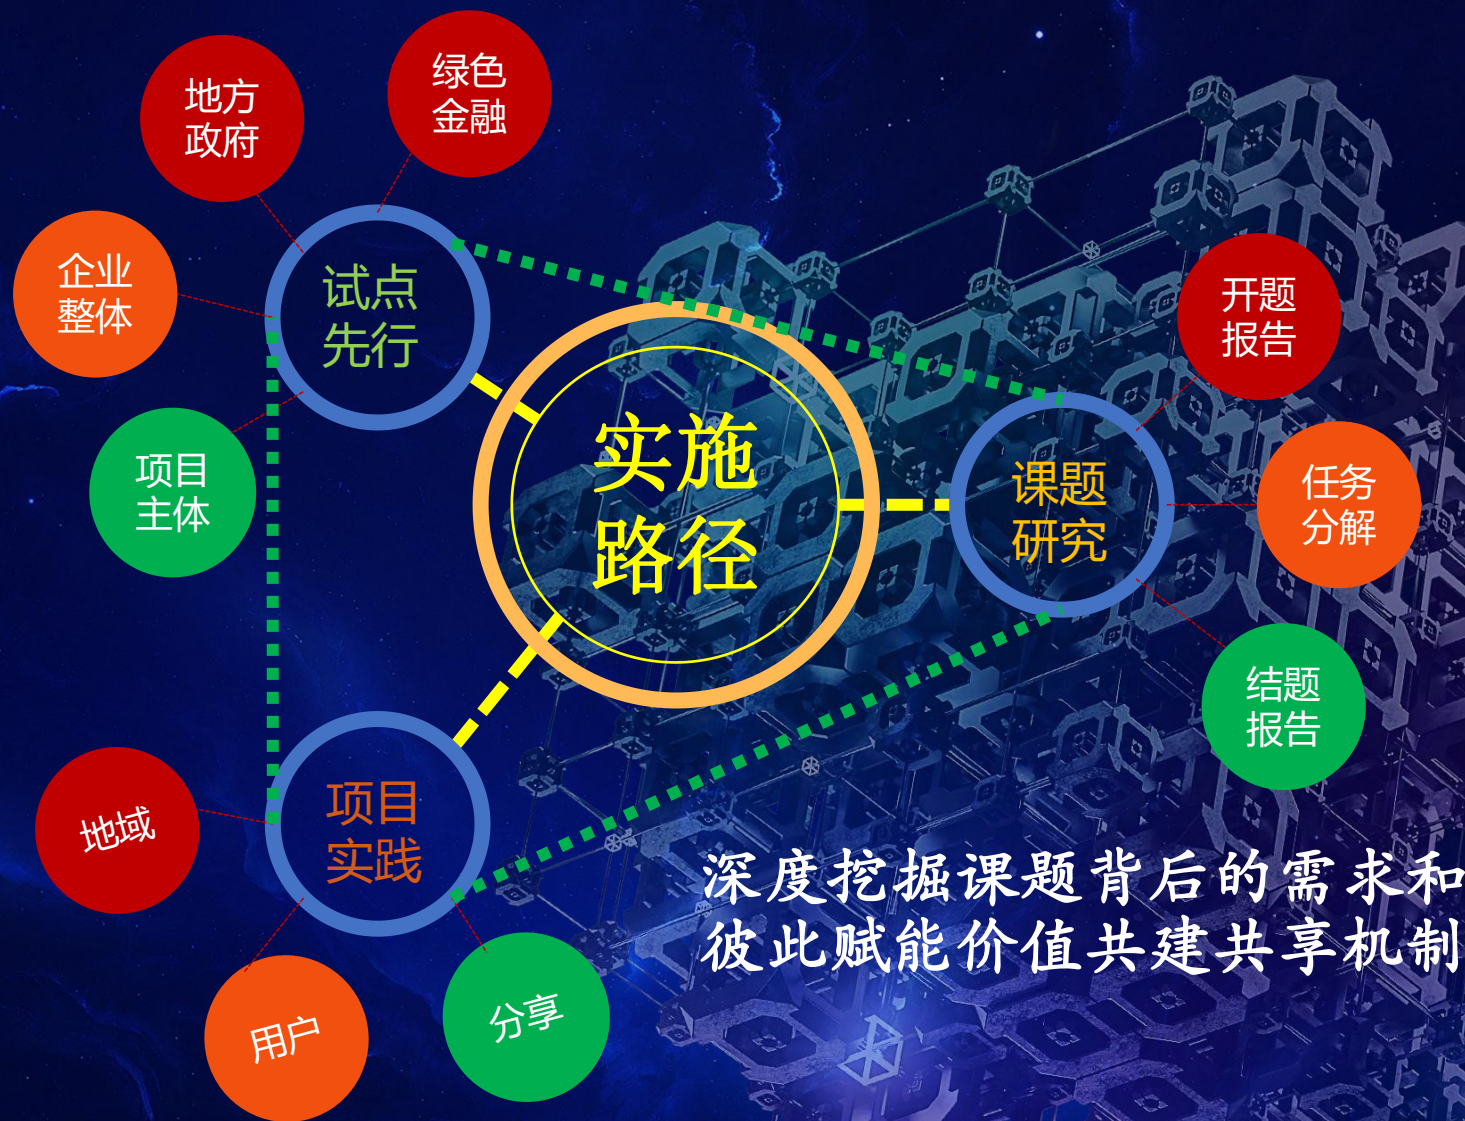 绿色
金融
地方
政府
企业
整体
项目
主体
试点
先行
实施
路径
课题
研究
开题
报告
任务
分解
结题
报告
项目
实践
地域
用户
分享
深度挖掘课题背后的需求和
彼此赋能价值共建共享机制